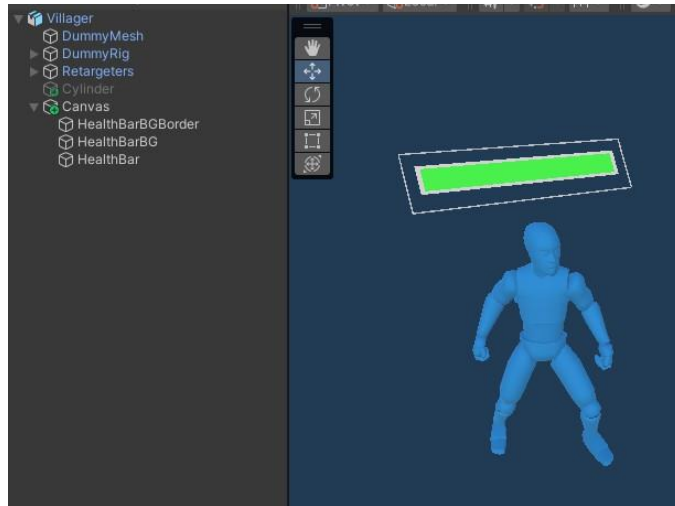 Villager
DummyMesh
DummyRig
Retargeters
Cylinder
Canvas
HealthBarBGBorder
HealthBarBG
HealthBar